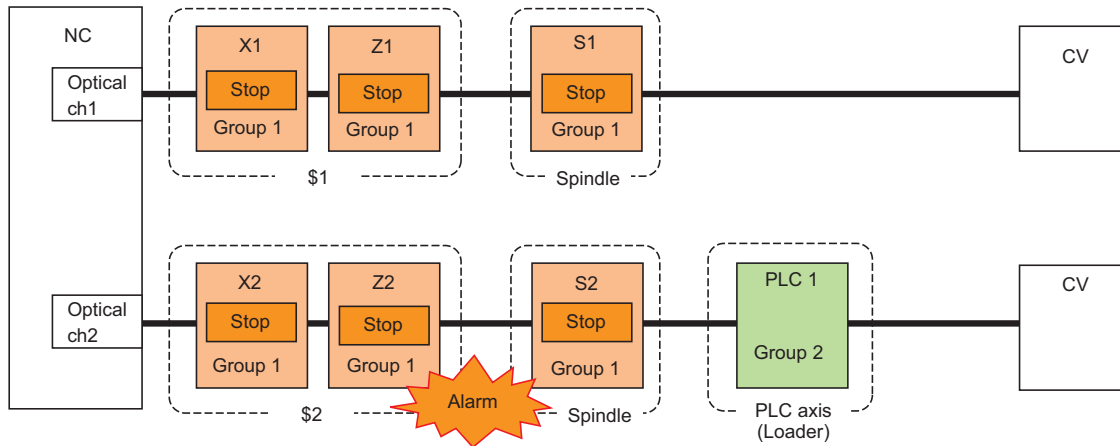 NC
Optical
ch1
X1
Stop
Group 1
Z1
Stop
Group 1
$1
S1
Stop
Group 1
Spindle
CV
Optical
ch2
X2
Stop
Group 1
Z2
Stop
Group 1
$2
Alarm
S2
Stop
Group 1
Spindle
PLC 1
Group 2
PLC axis
(Loader)
CV